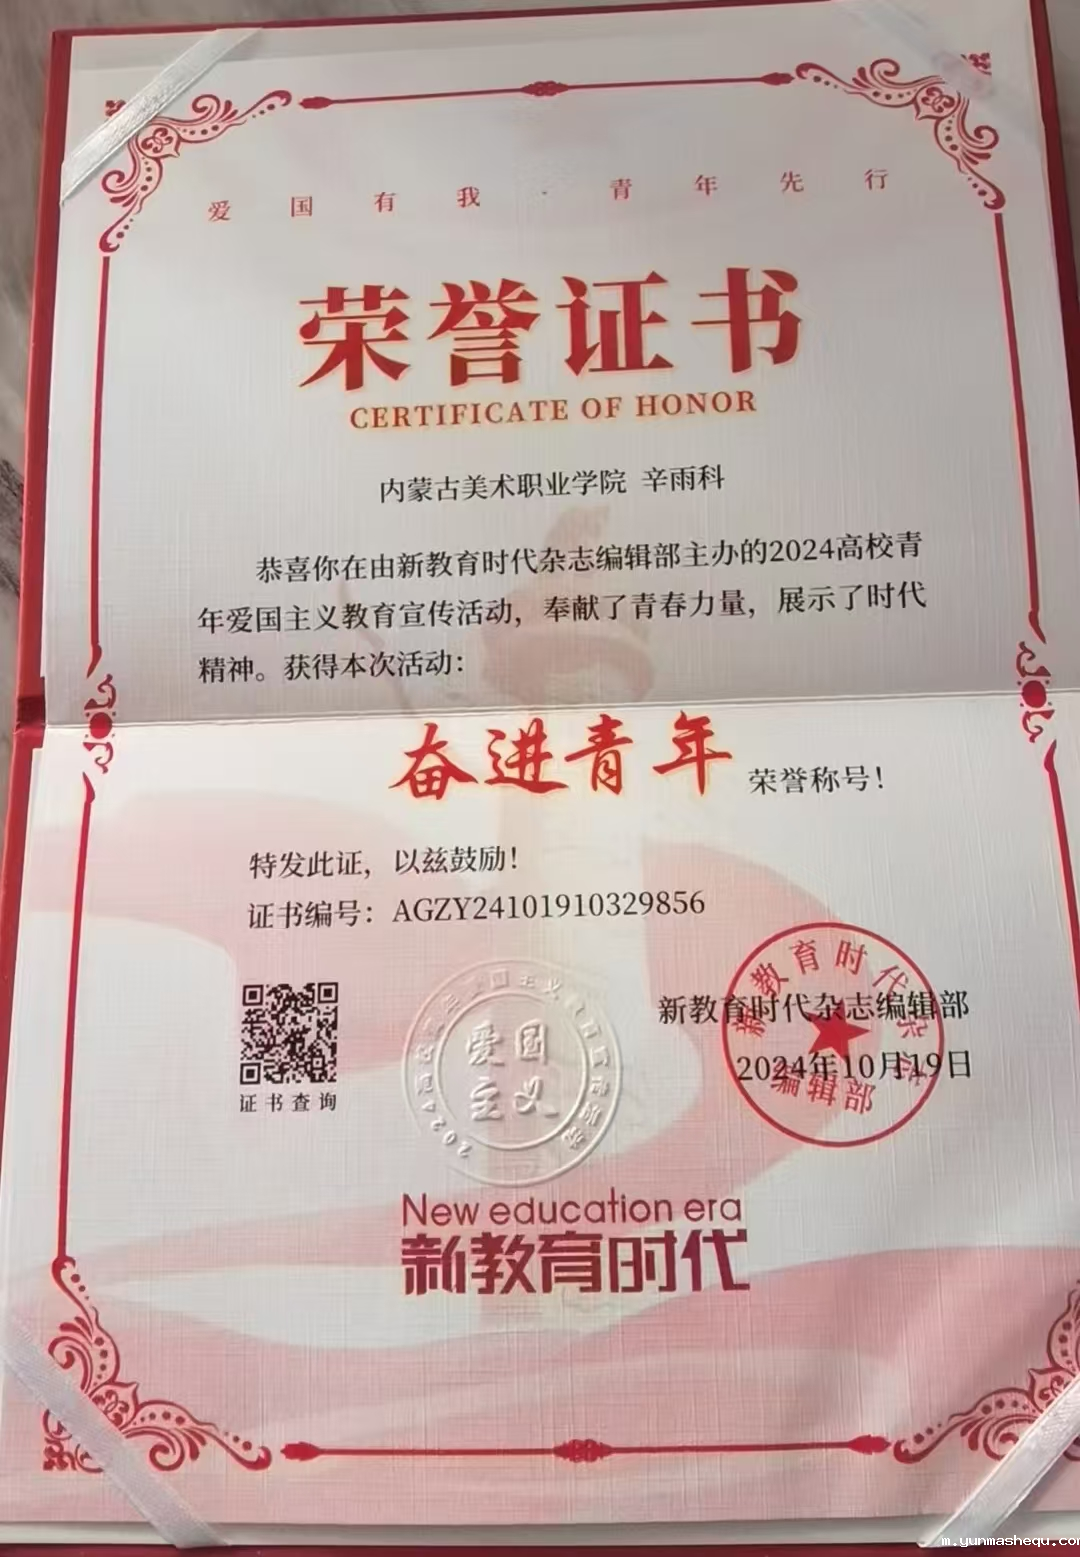 爱国有我·青年先行
荣誉证书
CERTIFICATE OF HONOR
内蒙古美术职业学院 辛雨科
恭喜你在由新教育时代杂志编辑部主办的2024高校青
年爱国主义教育宣传活动，奉献了青春力量，展示了时代
精神。获得本次活动：
奋进青年 荣誉称号！
特发此证，以兹鼓励！
证书编号：AGZY24101910329856
证书查询
爱国
主义
新教育时代杂志编辑部
2024年10月19日
新教育时代杂志
编辑部
New education era
新教育时代
m.yunmashequ.com